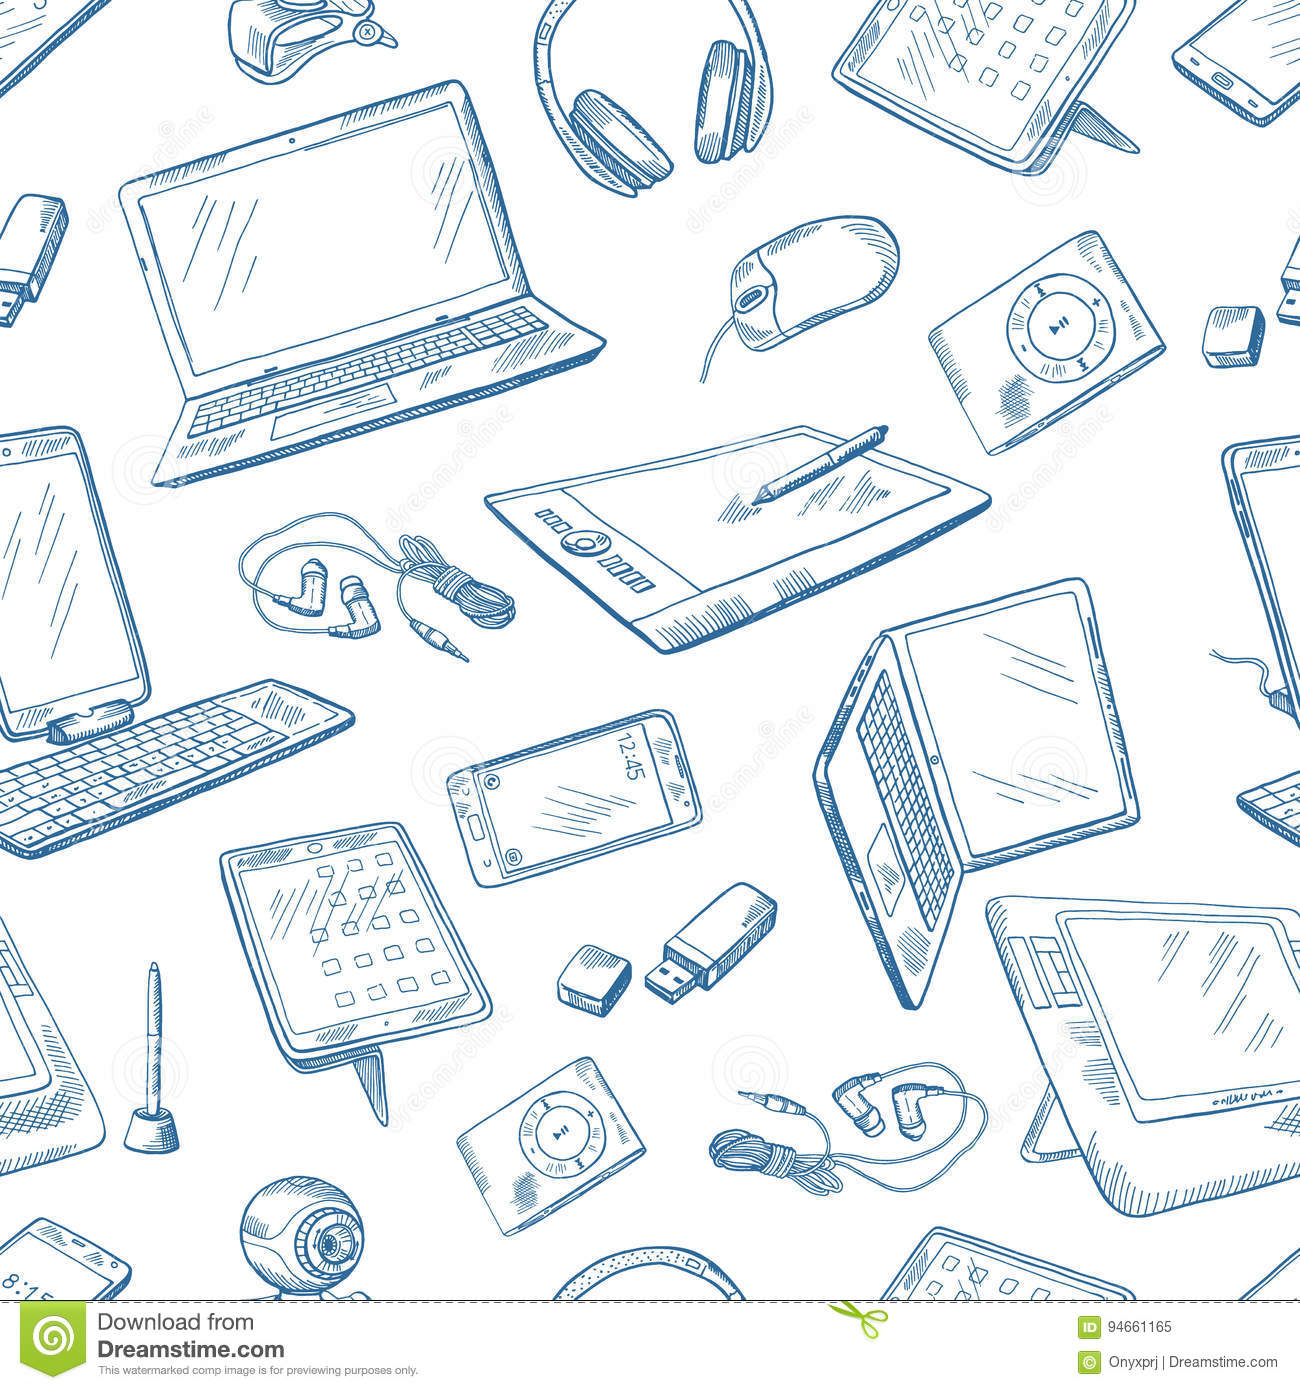 12:45
8:15
Download from
Dreamstime.com
This watermarked comp image is for previewing purposes only.
ID 94661165
© Onyxprj | Dreamstime.com